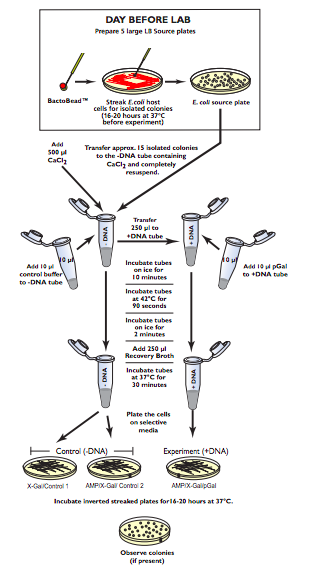 DAY BEFORE LAB
Prepare 5 large LB Source plates
BactoBead™
Streak E.coli host
cells for isolated colonies
(16-20 hours at 37°C
before experiment)
E. coli source plate
Add
500 µl
CaCl2
Transfer approx. 15 isolated colonies
to the -DNA tube containing
CaCl2 and completely
resuspend.
- DNA
Transfer
250 µl to
+DNA tube
+ DNA
10 µl
Add 10 µl
control buffer
to -DNA tube
10 µl
Add 10 µl pGal
to +DNA tube
Incubate tubes
on ice for
10 minutes
Incubate tubes
at 42°C for
90 seconds
Incubate tubes
on ice for
2 minutes
Add 250 µl
Recovery Broth
- DNA
Incubate tubes
at 37°C for
30 minutes
+ DNA
Plate the cells
on selective
media
Control (-DNA)
Experiment (+DNA)
X-Gal/Control 1
AMP/X-Gal/ Control 2
AMP/X-Gal/pGal
Incubate inverted streaked plates for16-20 hours at 37°C.
Observe colonies
(if present)